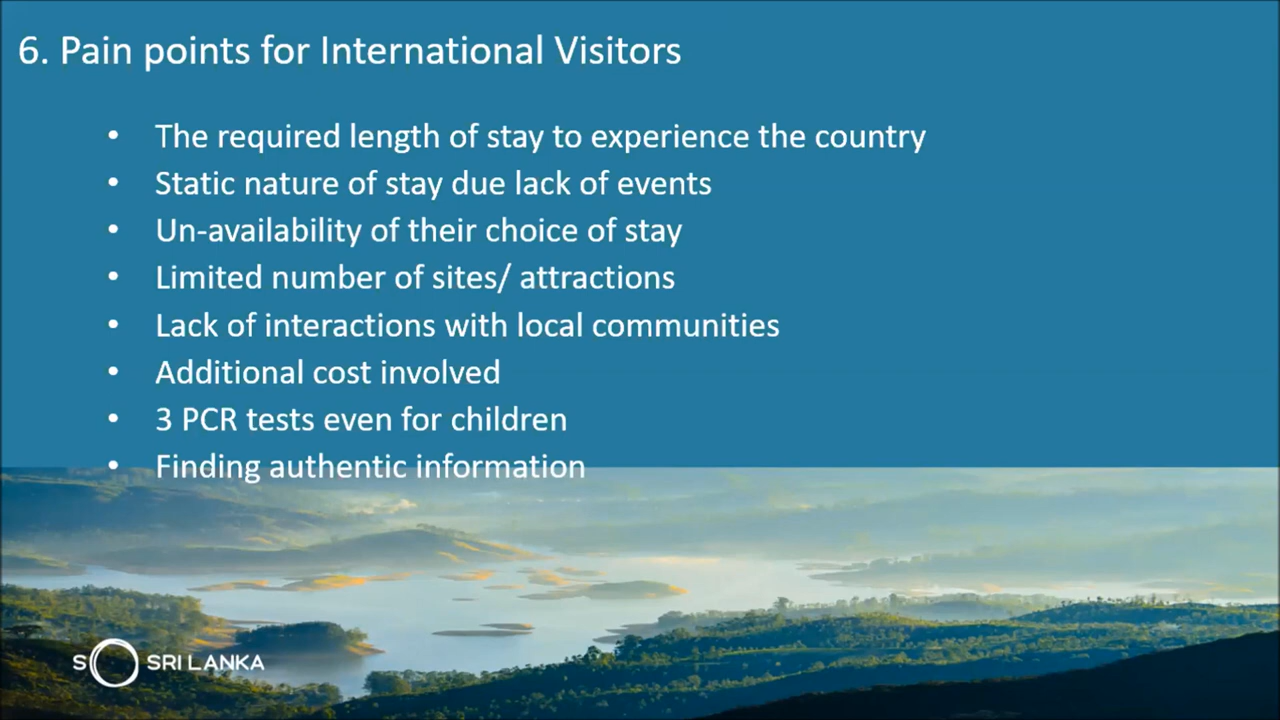 6. Pain points for International Visitors
• The required length of stay to experience the country
• Static nature of stay due lack of events
• Un-availability of their choice of stay
• Limited number of sites/ attractions
• Lack of interactions with local communities
• Additional cost involved
• 3 PCR tests even for children
• Finding authentic information
SO SRI LANKA